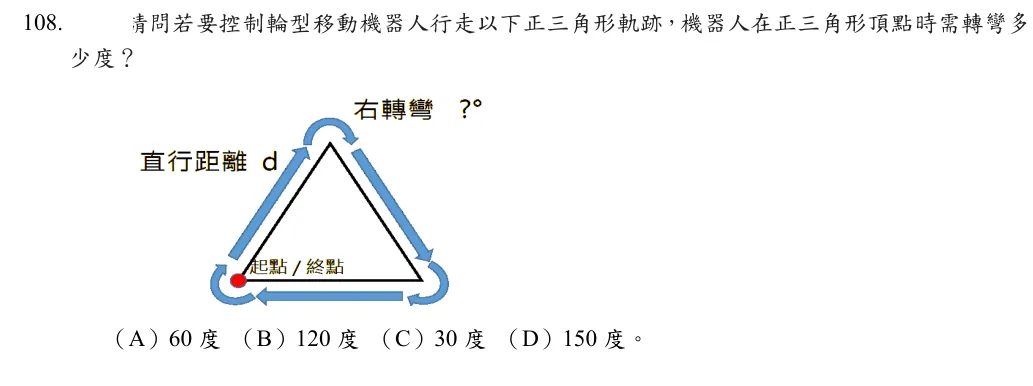 108. 請問若要控制輪型移動機器人行走以下正三角形軌跡，機器人在正三角形頂點時需轉彎多
少度？
右轉彎 ?°
直行距離 d
起點 / 終點
（A）60 度 （B）120 度 （C）30 度 （D）150 度。